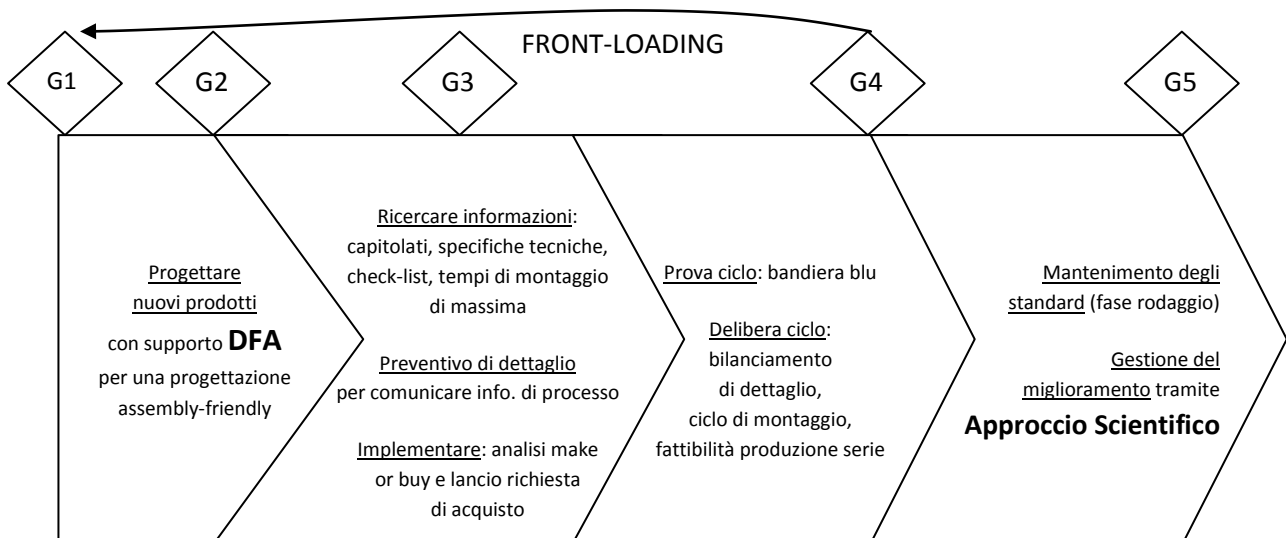 FRONT-LOADING
G1
G2
G3
G4
G5
Progettare
nuovi prodotti
con supporto DFA
per una progettazione
assembly-friendly
Ricercare informazioni:
capitolati, specifiche tecniche,
check-list, tempi di montaggio
di massima
Preventivo di dettaglio
per comunicare info. di processo
Implementare: analisi make
or buy e lancio richiesta
di acquisto
Prova ciclo: bandiera blu
Delibera ciclo:
bilanciamento
di dettaglio,
ciclo di montaggio,
fattibilità produzione serie
Mantenimento degli
standard (fase rodaggio)
Gestione del
miglioramento tramite
Approccio Scientifico